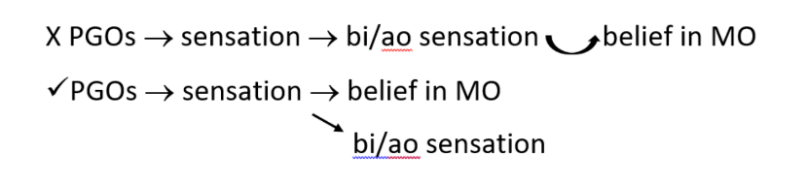 X PGOs → sensation → bi/ao sensation belief in MO
✓PGOs → sensation → belief in MO
bi/ao sensation